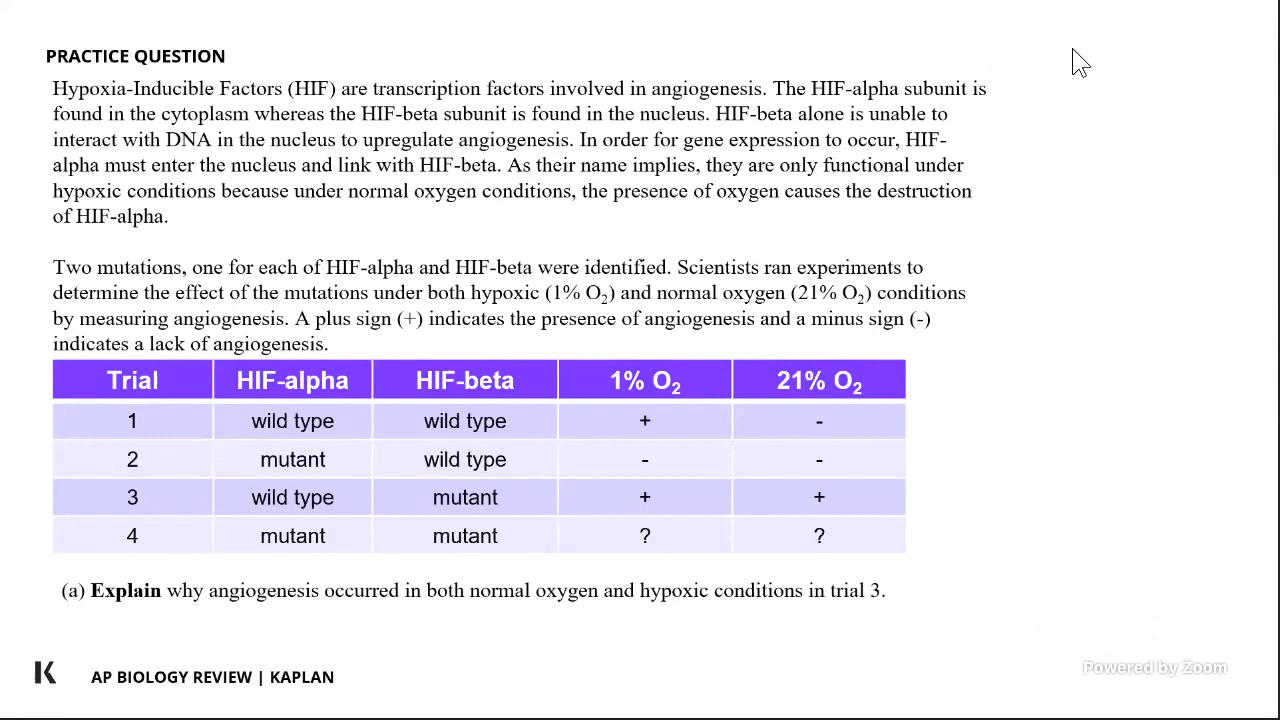 PRACTICE QUESTION
Hypoxia-Inducible Factors (HIF) are transcription factors involved in angiogenesis. The HIF-alpha subunit is
found in the cytoplasm whereas the HIF-beta subunit is found in the nucleus. HIF-beta alone is unable to
interact with DNA in the nucleus to upregulate angiogenesis. In order for gene expression to occur, HIF-
alpha must enter the nucleus and link with HIF-beta. As their name implies, they are only functional under
hypoxic conditions because under normal oxygen conditions, the presence of oxygen causes the destruction
of HIF-alpha.
Two mutations, one for each of HIF-alpha and HIF-beta were identified. Scientists ran experiments to
determine the effect of the mutations under both hypoxic (1% O₂) and normal oxygen (21% O₂) conditions
by measuring angiogenesis. A plus sign (+) indicates the presence of angiogenesis and a minus sign (-)
indicates a lack of angiogenesis.
Trial HIF-alpha HIF-beta 1% O₂ 21% O₂
1 wild type wild type + -
2 mutant wild type - -
3 wild type mutant + +
4 mutant mutant ? ?
(a) Explain why angiogenesis occurred in both normal oxygen and hypoxic conditions in trial 3.
K AP BIOLOGY REVIEW | KAPLAN
Powered by Zoom